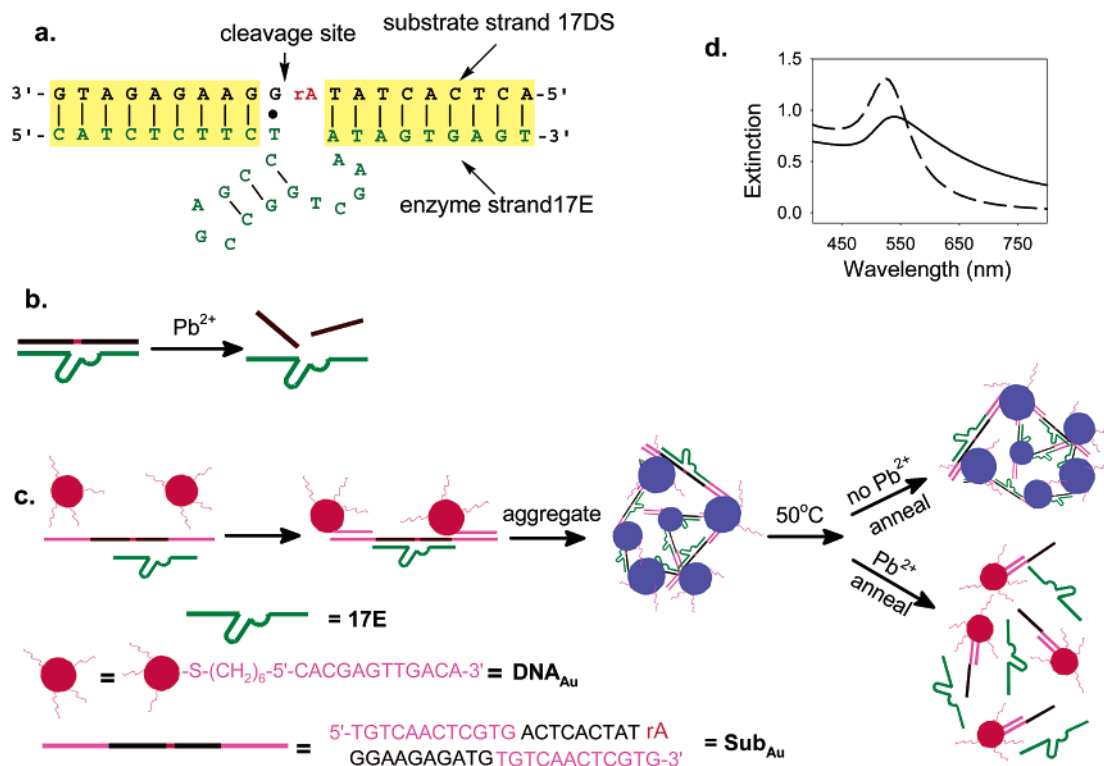 a.
cleavage site
substrate strand 17DS
3'- G T A G A G A A G G rA T A T C A C T C A -5'
5'- C A T C T C T T C T A T A G T G A G T -3'
C A
C A
G G G
A G T C
G C
C
enzyme strand17E
d.
Extinction
1.5
1.0
0.5
0.0
450 550 650 750
Wavelength (nm)
b.
Pb2+
c.
aggregate
50°C
no Pb2+
anneal
Pb2+
anneal
= 17E
= -S-(CH2)6-5'-CACGAGTTGACA-3' = DNAAu
= 5'-TGTCAACTCGTG ACTCACTAT rA
GGAAGAGATG TGTCAACTCGTG-3' = SubAu